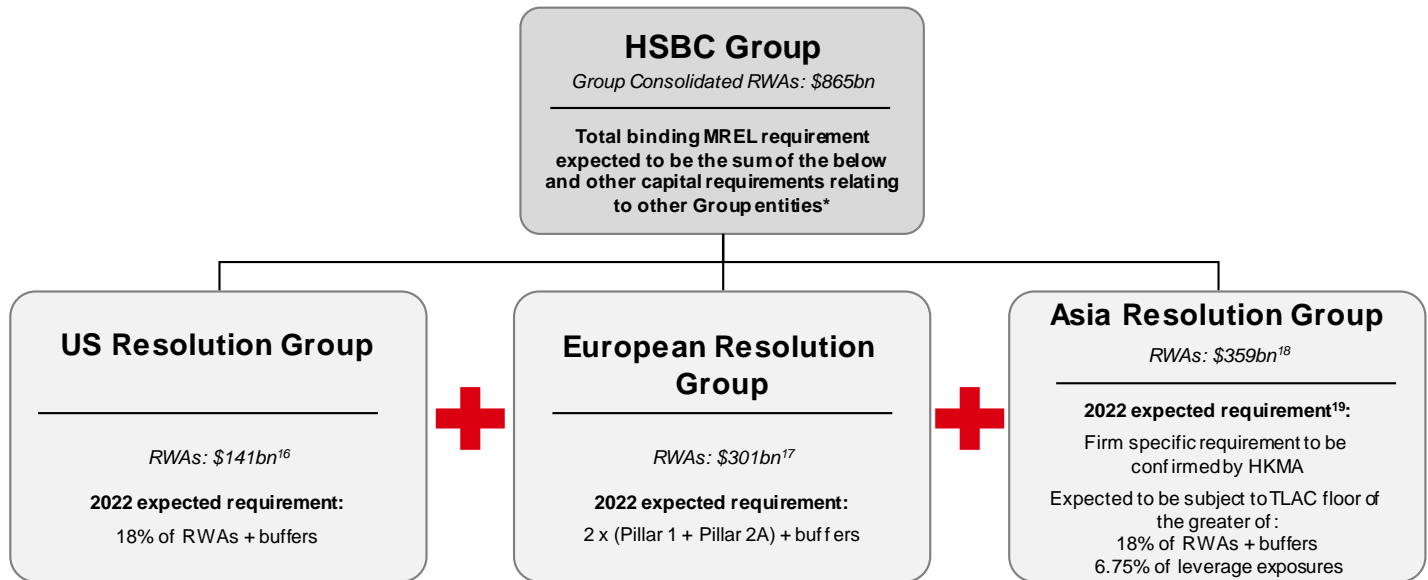 HSBC Group
Group Consolidated RWAs: $865bn
Total binding MREL requirement
expected to be the sum of the below
and other capital requirements relating
to other Group entities*
US Resolution Group
RWAs: $141bn16
2022 expected requirement:
18% of RWAs + buffers
European Resolution
Group
RWAs: $301bn17
2022 expected requirement:
2 x (Pillar 1 + Pillar 2A) + buffers
Asia Resolution Group
RWAs: $359bn18
2022 expected requirement19:
Firm specific requirement to be
confirmed by HKMA
Expected to be subject to TLAC floor of
the greater of:
18% of RWAs + buffers
6.75% of leverage exposures